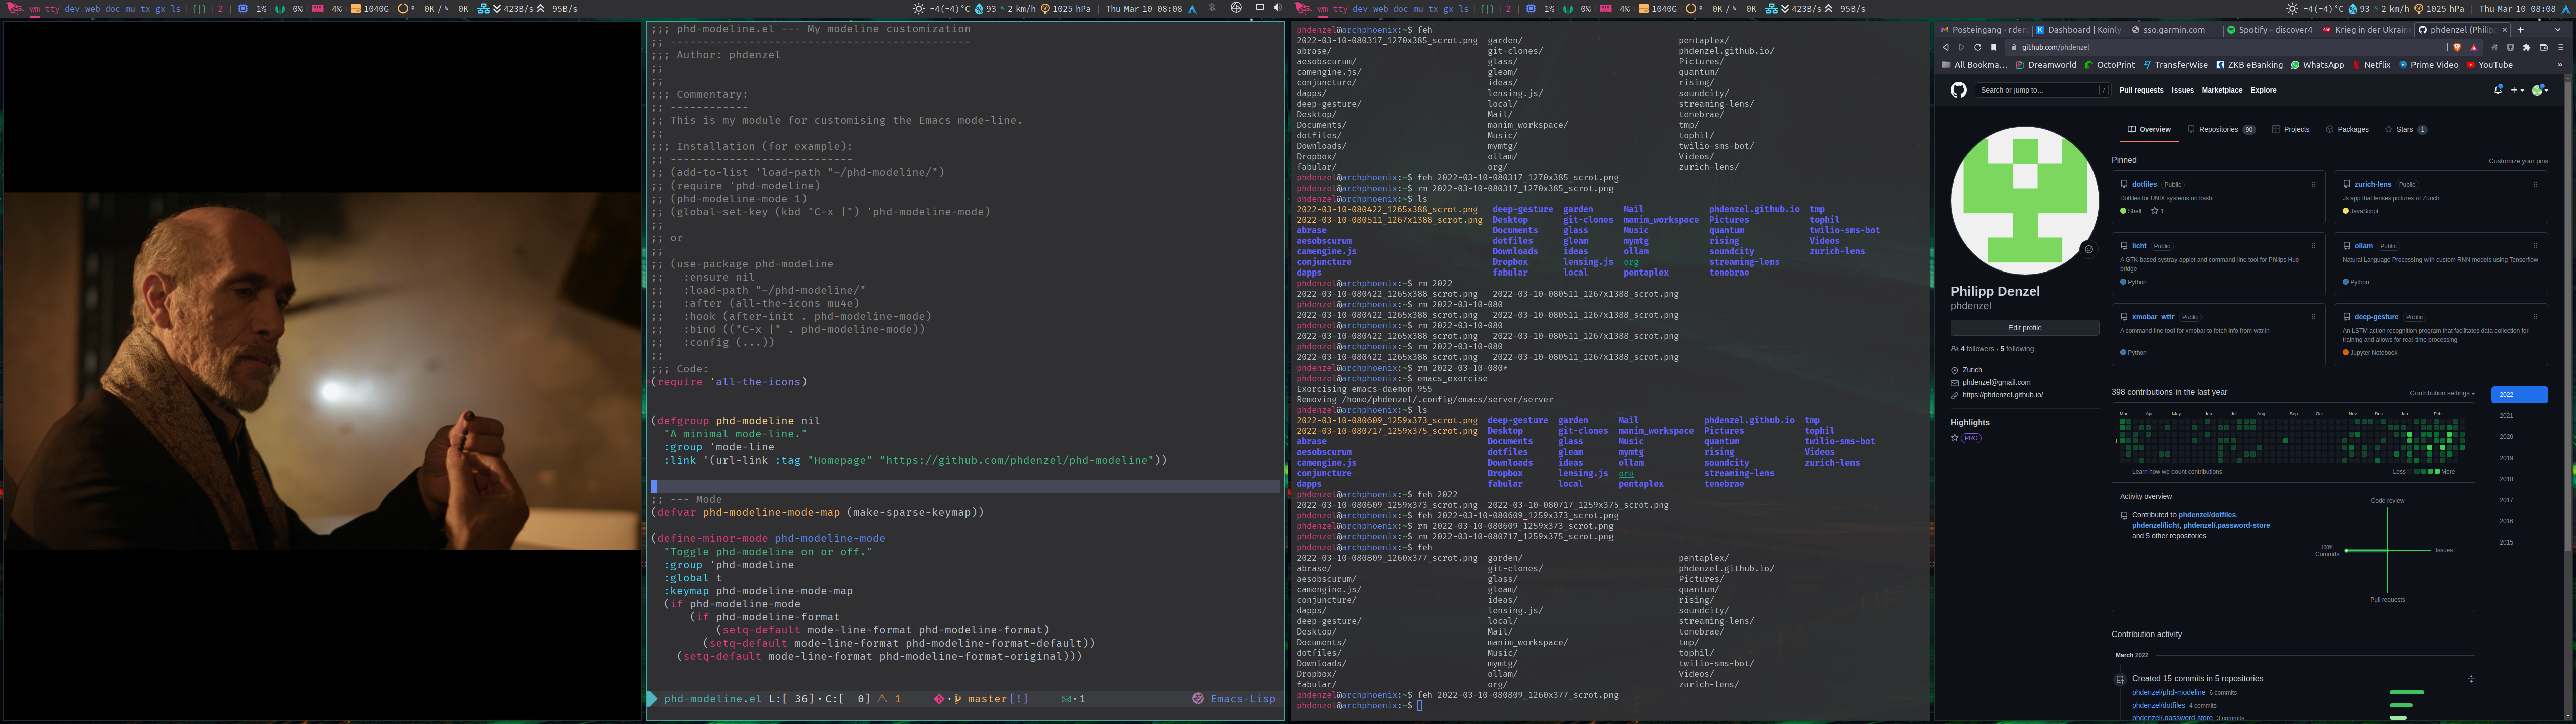 wm tty dev web doc mu tx gx ls {|} 2 1% 0% 4% 1040G R 0K / W 0K 423B/s 95B/s -4(-4)°C 93 2 km/h 1025 hPa Thu Mar 10 08:08
wm tty dev web doc mu tx gx ls {|} 2 1% 0% 4% 1040G R 0K / W 0K 423B/s 95B/s -4(-4)°C 93 2 km/h 1025 hPa Thu Mar 10 08:08
;;; phd-modeline.el --- My modeline customization
;; ----------------------------------------------
;;; Author: phdenzel
;;
;;
;;; Commentary:
;; ------------
;; This is my module for customising the Emacs mode-line.
;;
;;; Installation (for example):
;; ----------------------------
;; (add-to-list 'load-path "~/phd-modeline/")
;; (require 'phd-modeline)
;; (phd-modeline-mode 1)
;; (global-set-key (kbd "C-x |") 'phd-modeline-mode)
;;
;; or
;;
;; (use-package phd-modeline
;;   :ensure nil
;;   :load-path "~/phd-modeline/"
;;   :after (all-the-icons mu4e)
;;   :hook (after-init . phd-modeline-mode)
;;   :bind (("C-x |" . phd-modeline-mode))
;;   :config (...))
;;
;;; Code:
(require 'all-the-icons)
(defgroup phd-modeline nil
  "A minimal mode-line."
  :group 'mode-line
  :link '(url-link :tag "Homepage" "https://github.com/phdenzel/phd-modeline"))
;; --- Mode
(defvar phd-modeline-mode-map (make-sparse-keymap))
(define-minor-mode phd-modeline-mode
  "Toggle phd-modeline on or off."
  :group 'phd-modeline
  :global t
  :keymap phd-modeline-mode-map
  (if phd-modeline-mode
      (if phd-modeline-format
          (setq-default mode-line-format phd-modeline-format)
        (setq-default mode-line-format phd-modeline-format-default))
    (setq-default mode-line-format phd-modeline-format-original)))
phd-modeline.el L:[ 36]·C:[  0] 1 · master[!] ·1 Emacs-Lisp
phdenzel@archphoenix:~$ feh
2022-03-10-080317_1270x385_scrot.png garden/ pentaplex/
abrase/ git-clones/ phdenzel.github.io/
aesobscurum/ glass/ Pictures/
camengine.js/ gleam/ quantum/
conjuncture/ ideas/ rising/
dapps/ lensing.js/ soundcity/
deep-gesture/ local/ streaming-lens/
Desktop/ Mail/ tenebrae/
Documents/ manim_workspace/ tmp/
dotfiles/ Music/ tophil/
Downloads/ mymtg/ twilio-sms-bot/
Dropbox/ ollam/ Videos/
fabular/ org/ zurich-lens/
phdenzel@archphoenix:~$ feh 2022-03-10-080317_1270x385_scrot.png
phdenzel@archphoenix:~$ rm 2022-03-10-080317_1270x385_scrot.png
phdenzel@archphoenix:~$ ls
2022-03-10-080422_1265x388_scrot.png deep-gesture garden Mail phdenzel.github.io tmp
2022-03-10-080511_1267x1388_scrot.png Desktop git-clones manim_workspace Pictures tophil
abrase Documents glass Music quantum twilio-sms-bot
aesobscurum dotfiles gleam mymtg rising Videos
camengine.js Downloads ideas ollam soundcity zurich-lens
conjuncture Dropbox lensing.js org streaming-lens
dapps fabular local pentaplex tenebrae
phdenzel@archphoenix:~$ rm 2022
2022-03-10-080422_1265x388_scrot.png 2022-03-10-080511_1267x1388_scrot.png
phdenzel@archphoenix:~$ rm 2022-03-10-080
2022-03-10-080422_1265x388_scrot.png 2022-03-10-080511_1267x1388_scrot.png
phdenzel@archphoenix:~$ rm 2022-03-10-080
2022-03-10-080422_1265x388_scrot.png 2022-03-10-080511_1267x1388_scrot.png
phdenzel@archphoenix:~$ rm 2022-03-10-080
2022-03-10-080422_1265x388_scrot.png 2022-03-10-080511_1267x1388_scrot.png
phdenzel@archphoenix:~$ rm 2022-03-10-080*
phdenzel@archphoenix:~$ emacs_exorcise
Exorcising emacs-daemon 955
Removing /home/phdenzel/.config/emacs/server/server
phdenzel@archphoenix:~$ ls
2022-03-10-080609_1259x373_scrot.png deep-gesture garden Mail phdenzel.github.io tmp
2022-03-10-080717_1259x375_scrot.png Desktop git-clones manim_workspace Pictures tophil
abrase Documents glass Music quantum twilio-sms-bot
aesobscurum dotfiles gleam mymtg rising Videos
camengine.js Downloads ideas ollam soundcity zurich-lens
conjuncture Dropbox lensing.js org streaming-lens
dapps fabular local pentaplex tenebrae
phdenzel@archphoenix:~$ feh 2022
2022-03-10-080609_1259x373_scrot.png 2022-03-10-080717_1259x375_scrot.png
phdenzel@archphoenix:~$ feh 2022-03-10-080609_1259x373_scrot.png
phdenzel@archphoenix:~$ rm 2022-03-10-080609_1259x373_scrot.png
phdenzel@archphoenix:~$ rm 2022-03-10-080717_1259x375_scrot.png
phdenzel@archphoenix:~$ feh
2022-03-10-080809_1260x377_scrot.png garden/ pentaplex/
abrase/ git-clones/ phdenzel.github.io/
aesobscurum/ glass/ Pictures/
camengine.js/ gleam/ quantum/
conjuncture/ ideas/ rising/
dapps/ lensing.js/ soundcity/
deep-gesture/ local/ streaming-lens/
Desktop/ Mail/ tenebrae/
Documents/ manim_workspace/ tmp/
dotfiles/ Music/ tophil/
Downloads/ mymtg/ twilio-sms-bot/
Dropbox/ ollam/ Videos/
fabular/ org/ zurich-lens/
phdenzel@archphoenix:~$ feh 2022-03-10-080809_1260x377_scrot.png
phdenzel@archphoenix:~$
Posteingang - rden Dashboard | Koinly sso.garmin.com Spotify – discover4 Krieg in der Ukrain phdenzel (Philipp
github.com/phdenzel
All Bookma… Dreamworld OctoPrint TransferWise ZKB eBanking WhatsApp Netflix Prime Video YouTube »
Search or jump to… / Pull requests Issues Marketplace Explore
Overview Repositories 90 Projects Packages Stars 1
Pinned Customize your pins
dotfiles Public
Dotfiles for UNIX systems on bash
Shell 1
zurich-lens Public
Js app that lenses pictures of Zurich
JavaScript
licht Public
A GTK-based systray applet and command-line tool for Philips Hue
bridge
Python
ollam Public
Natural Language Processing with custom RNN models using Tensorflow
Python
xmobar_wttr Public
A command-line tool for xmobar to fetch info from wttr.in
Python
deep-gesture Public
An LSTM action recognition program that facilitates data collection for
training and allows for real-time processing
Jupyter Notebook
Philipp Denzel
phdenzel
Edit profile
4 followers · 5 following
Zurich
phdenzel@gmail.com
https://phdenzel.github.io/
Highlights
PRO
398 contributions in the last year Contribution settings
Mar Apr May Jun Jul Aug Sep Oct Nov Dec Jan Feb
Learn how we count contributions Less More
2022
2021
2020
2019
2018
2017
2016
2015
Activity overview
Contributed to phdenzel/dotfiles,
phdenzel/licht, phdenzel/.password-store
and 5 other repositories
Code review
100%
Commits
Issues
Pull requests
Contribution activity
March 2022
Created 15 commits in 5 repositories
phdenzel/phd-modeline 6 commits
phdenzel/dotfiles 4 commits
phdenzel/.password-store 3 commits